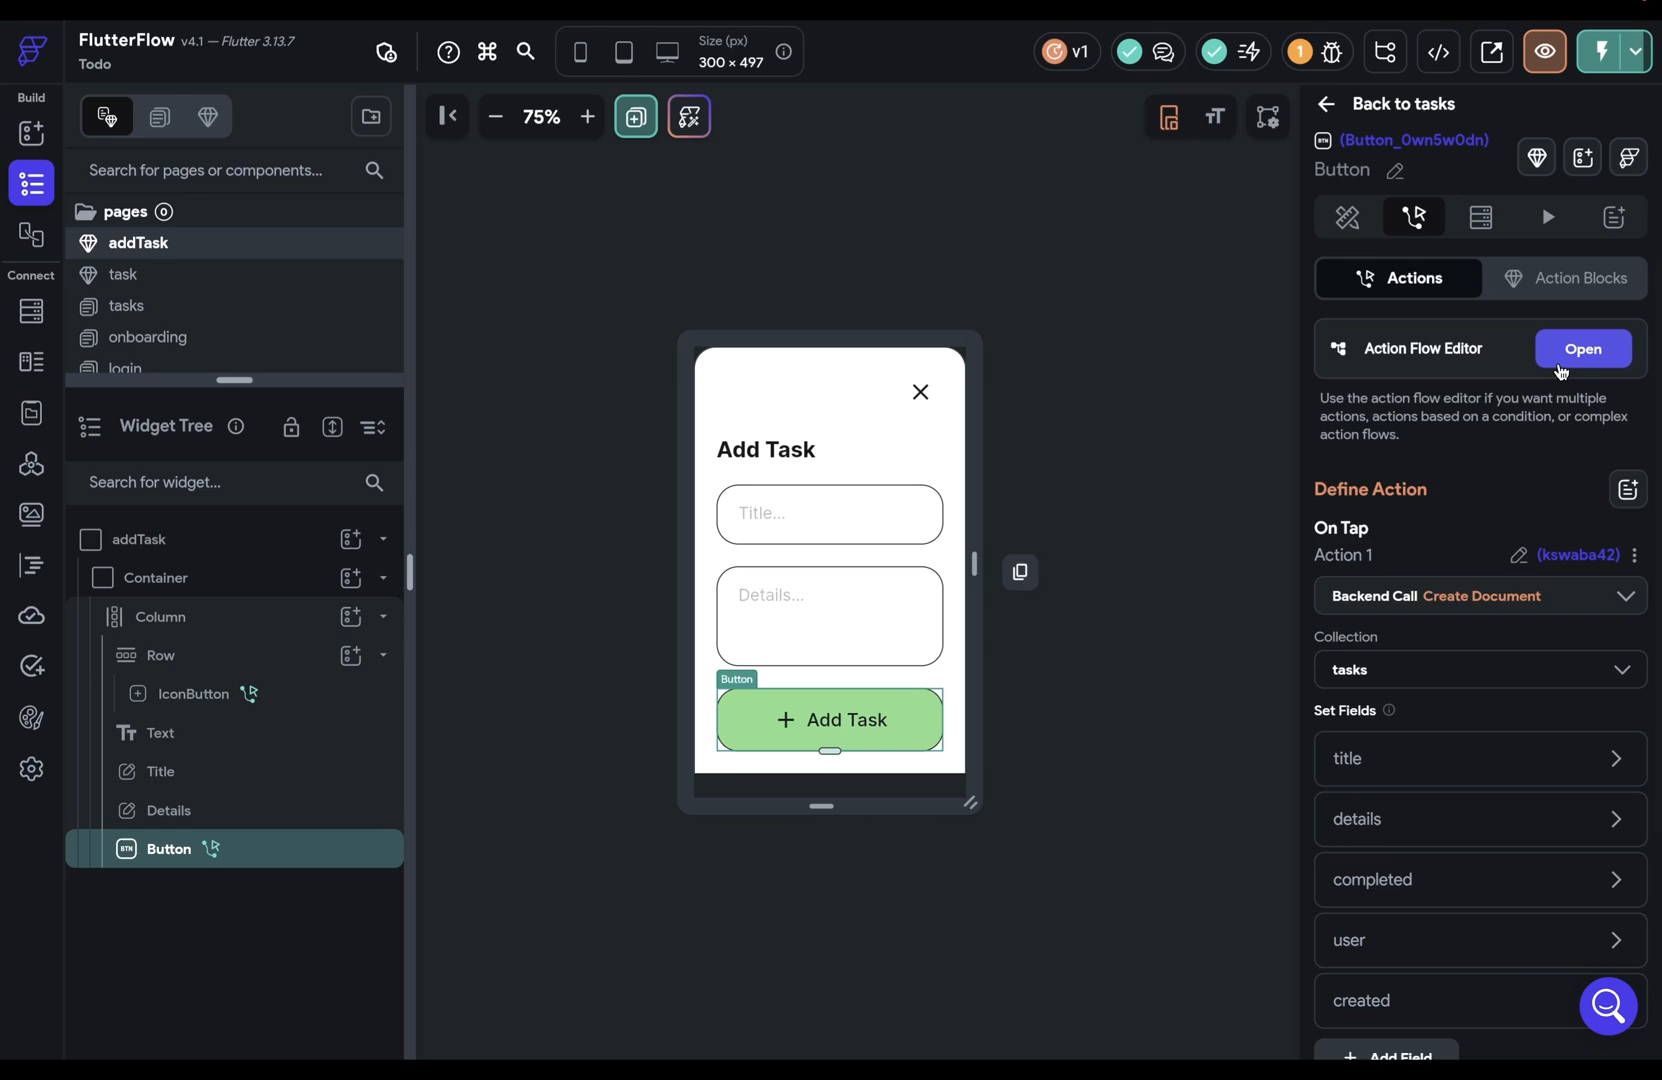 FlutterFlow v4.1 — Flutter 3.13.7
Todo
Size (px)
300 × 497
v1
1
Build
Connect
Search for pages or components...
pages 0
addTask
task
tasks
onboarding
login
Widget Tree
Search for widget...
addTask
Container
Column
Row
IconButton
Tt Text
Title
Details
BTN Button
75%
Add Task
Title...
Details...
Button
+ Add Task
Back to tasks
BTN (Button_0wn5w0dn)
Button
Actions
Action Blocks
Action Flow Editor
Open
Use the action flow editor if you want multiple
actions, actions based on a condition, or complex
action flows.
Define Action
On Tap
Action 1 (kswaba42)
Backend Call Create Document
Collection
tasks
Set Fields
title
details
completed
user
created
+ Add Field